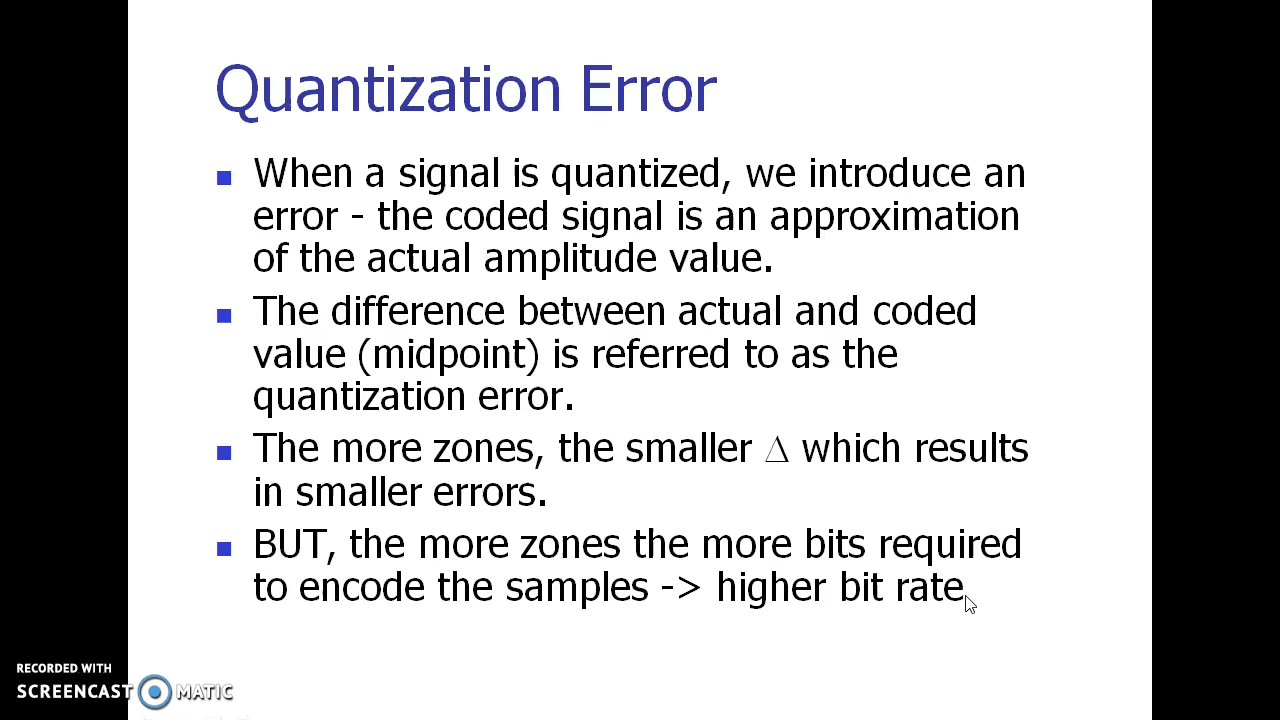 Quantization Error
When a signal is quantized, we introduce an
error - the coded signal is an approximation
of the actual amplitude value.
The difference between actual and coded
value (midpoint) is referred to as the
quantization error.
The more zones, the smaller Δ which results
in smaller errors.
BUT, the more zones the more bits required
to encode the samples -> higher bit rate
RECORDED WITH
SCREENCAST MATIC